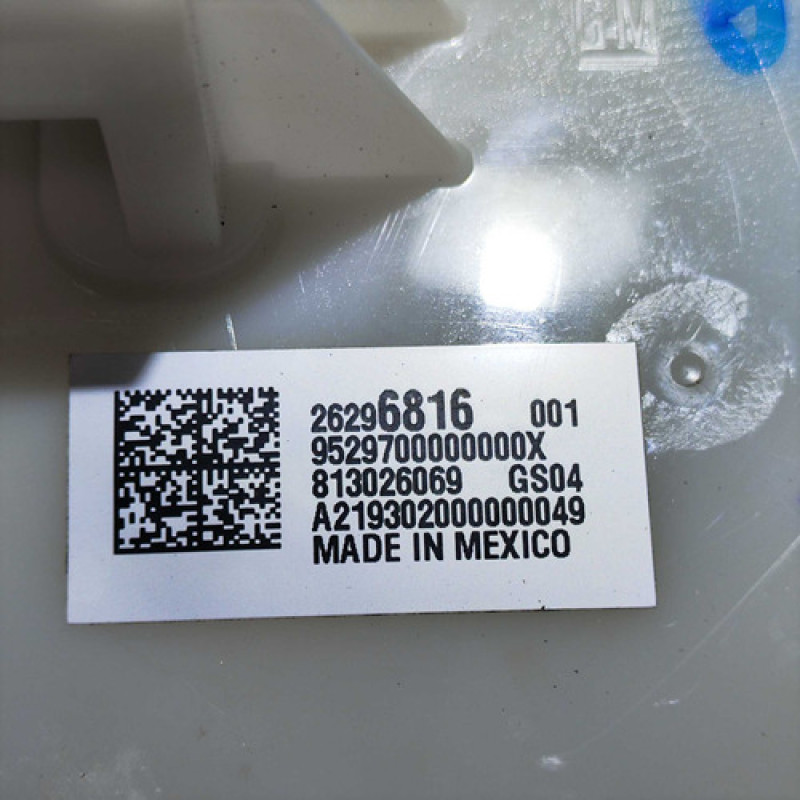 GM
26296816 001
9529700000000X
813026069 GS04
A219302000000049
MADE IN MEXICO